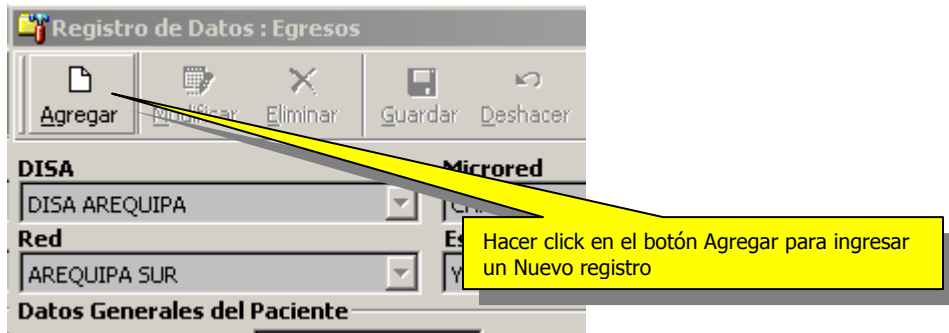 Registro de Datos : Egresos
Agregar Modificar Eliminar Guardar Deshacer
DISA Microred
DISA AREQUIPA
Red
AREQUIPA SUR
Hacer click en el botón Agregar para ingresar
un Nuevo registro
Datos Generales del Paciente